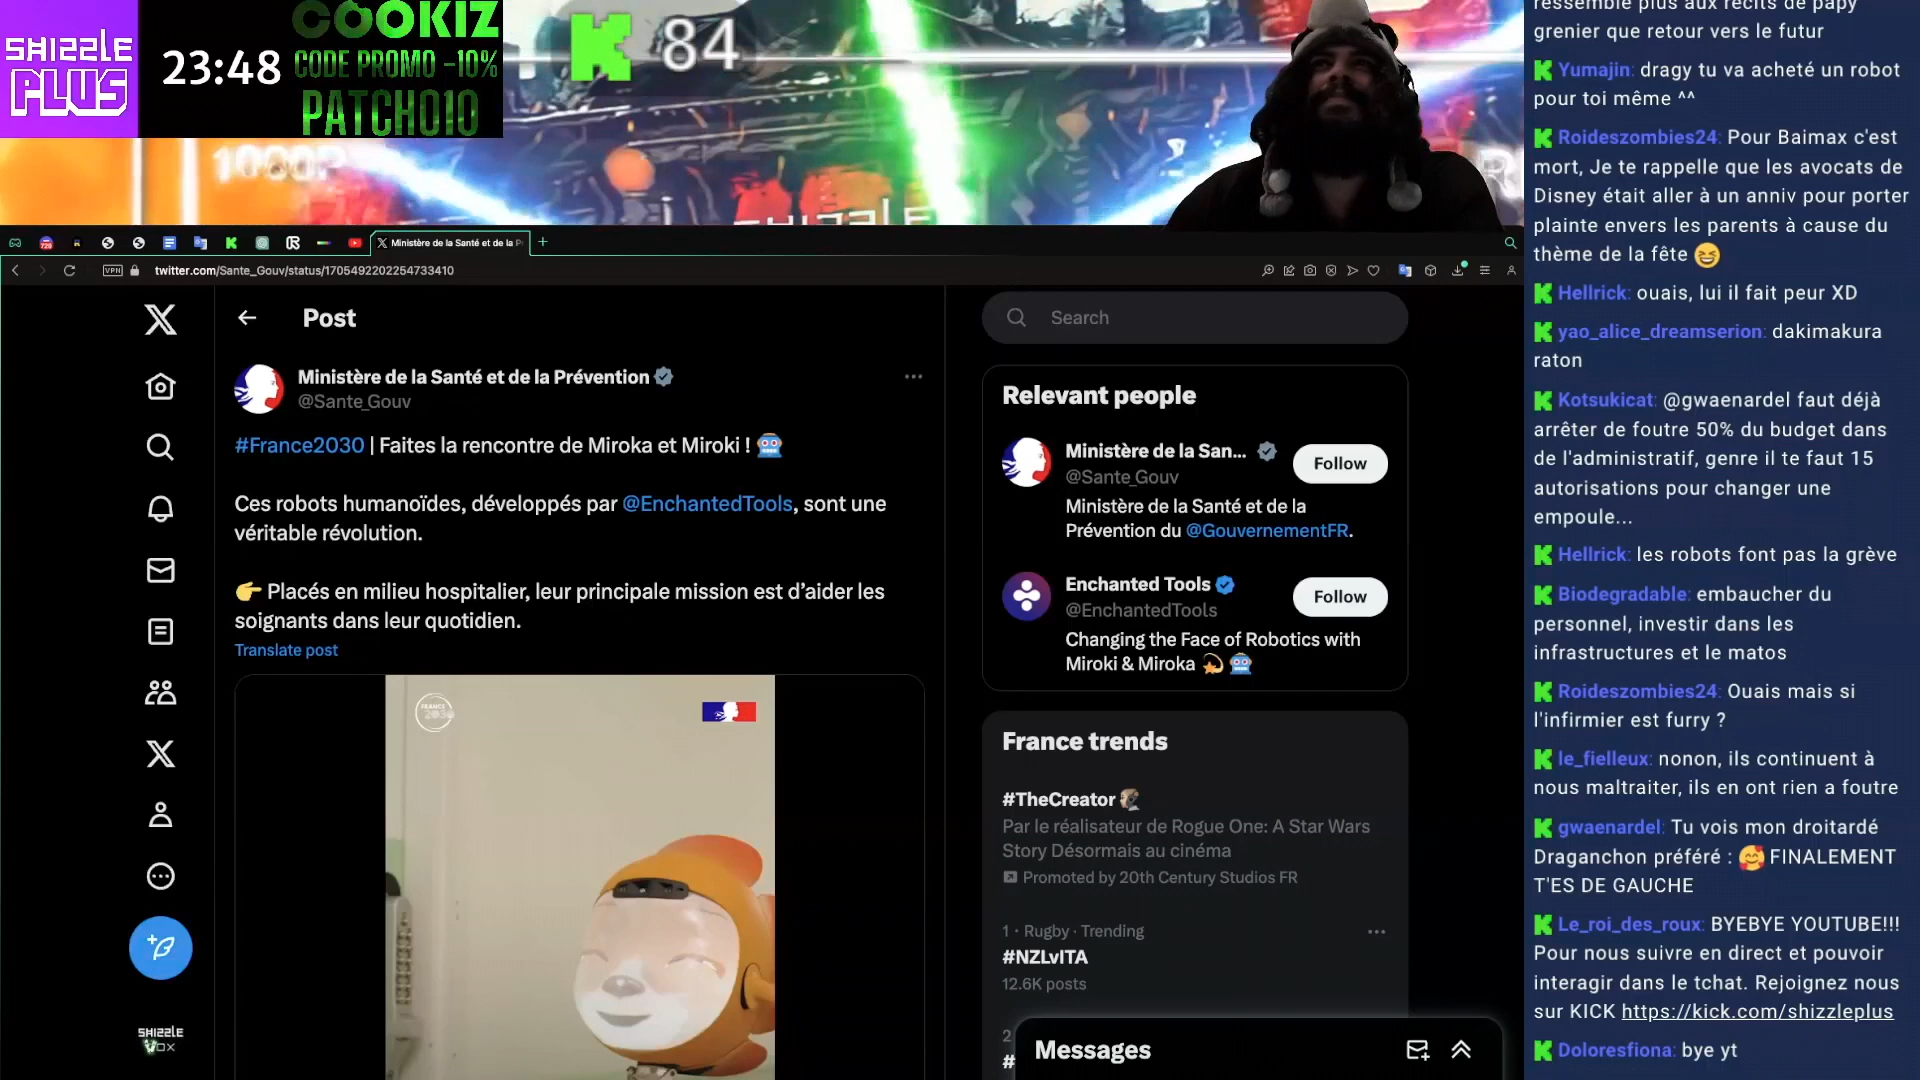 SHIZZLE
PLUS
23:48
COOKIZ
CODE PROMO -10%
PATCHO10
84
Ministère de la Santé et de la P
twitter.com/Sante_Gouv/status/1705492202254733410
VPN
Post
Ministère de la Santé et de la Prévention
@Sante_Gouv
#France2030 | Faites la rencontre de Miroka et Miroki ! 🤖
Ces robots humanoïdes, développés par @EnchantedTools, sont une
véritable révolution.
👉 Placés en milieu hospitalier, leur principale mission est d’aider les
soignants dans leur quotidien.
Translate post
FRANCE
2030
SHIZZLE
Search
Relevant people
Ministère de la San...
@Sante_Gouv
Follow
Ministère de la Santé et de la
Prévention du @GouvernementFR.
Enchanted Tools
@EnchantedTools
Follow
Changing the Face of Robotics with
Miroki & Miroka 💫 🤖
France trends
#TheCreator
Par le réalisateur de Rogue One: A Star Wars
Story Désormais au cinéma
Promoted by 20th Century Studios FR
1 · Rugby · Trending
#NZLvITA
12.6K posts
2
#
Messages
ressemble plus aux récits de papy
grenier que retour vers le futur
Yumajin: dragy tu va acheté un robot
pour toi même ^^
Roideszombies24: Pour Baimax c'est
mort, Je te rappelle que les avocats de
Disney était aller à un anniv pour porter
plainte envers les parents à cause du
thème de la fête 😆
Hellrick: ouais, lui il fait peur XD
yao_alice_dreamserion: dakimakura
raton
Kotsukicat: @gwaenardel faut déjà
arrêter de foutre 50% du budget dans
de l'administratif, genre il te faut 15
autorisations pour changer une
empoule...
Hellrick: les robots font pas la grève
Biodegradable: embaucher du
personnel, investir dans les
infrastructures et le matos
Roideszombies24: Ouais mais si
l'infirmier est furry ?
le_fielleux: nonon, ils continuent à
nous maltraiter, ils en ont rien a foutre
gwaenardel: Tu vois mon droitardé
Draganchon préféré : 🥰 FINALEMENT
T'ES DE GAUCHE
Le_roi_des_roux: BYEBYE YOUTUBE!!!
Pour nous suivre en direct et pouvoir
interagir dans le tchat. Rejoignez nous
sur KICK https://kick.com/shizzleplus
Doloresfiona: bye yt